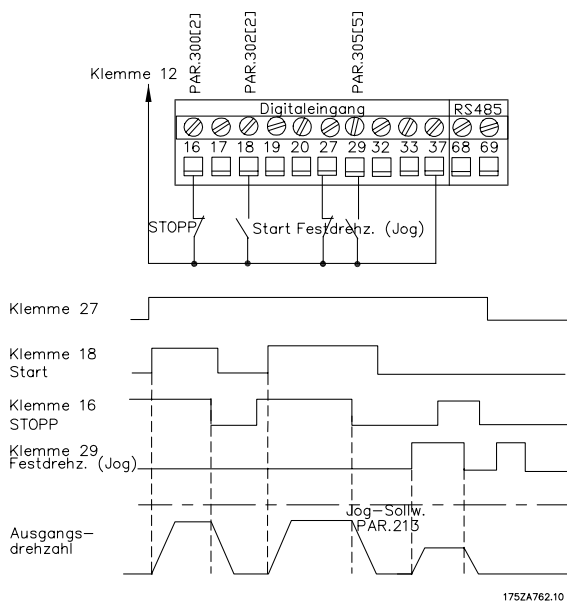 PAR.300[2]
PAR.302[2]
PAR.305[5]
Klemme 12
Digitaleingang
RS485
16 17 18 19 20 27 29 32 33 37 68 69
STOPP
Start Festdrehz. (Jog)
Klemme 27
Klemme 18
Start
Klemme 16
STOPP
Klemme 29
Festdrehz. (Jog)
Jog-Sollw.
PAR.213
Ausgangs-
drehzahl
175ZA762.10